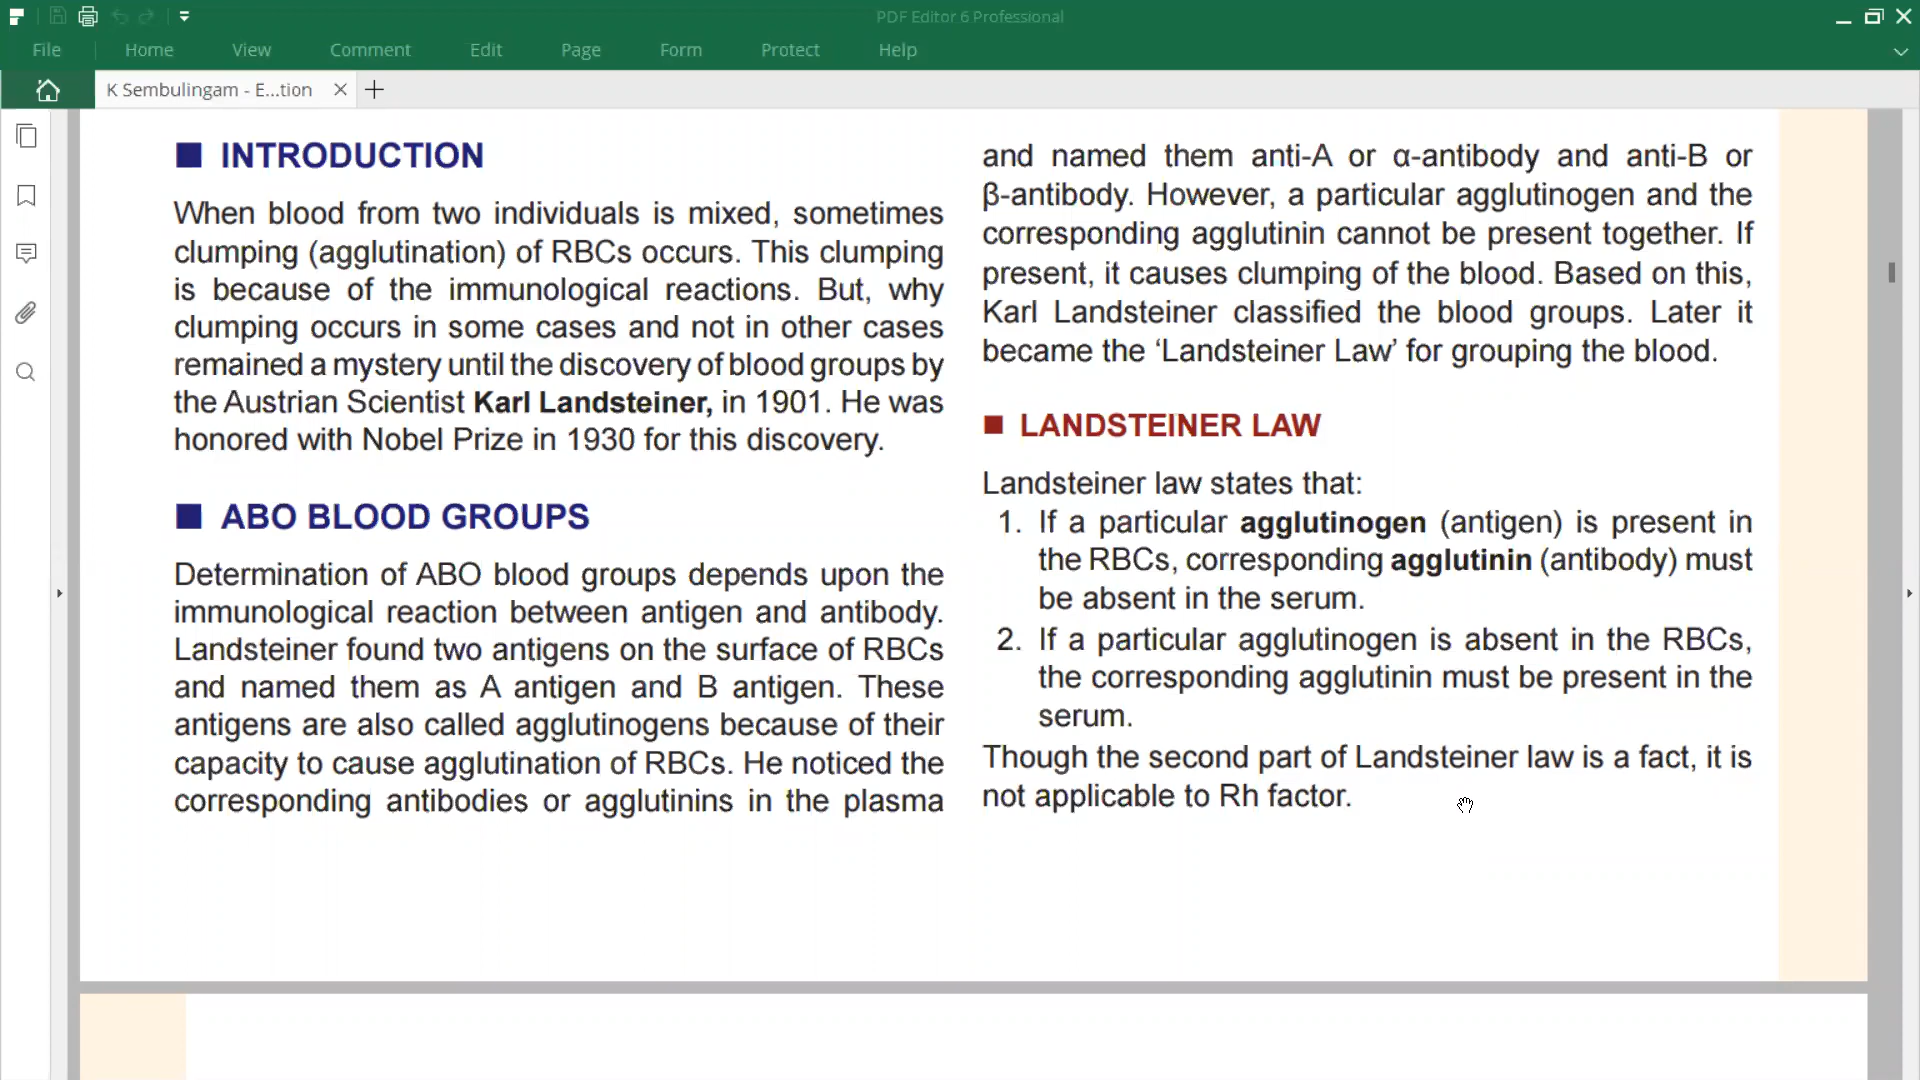 PDF Editor 6 Professional
File Home View Comment Edit Page Form Protect Help
K Sembulingam - E...tion
INTRODUCTION
When blood from two individuals is mixed, sometimes
clumping (agglutination) of RBCs occurs. This clumping
is because of the immunological reactions. But, why
clumping occurs in some cases and not in other cases
remained a mystery until the discovery of blood groups by
the Austrian Scientist Karl Landsteiner, in 1901. He was
honored with Nobel Prize in 1930 for this discovery.
ABO BLOOD GROUPS
Determination of ABO blood groups depends upon the
immunological reaction between antigen and antibody.
Landsteiner found two antigens on the surface of RBCs
and named them as A antigen and B antigen. These
antigens are also called agglutinogens because of their
capacity to cause agglutination of RBCs. He noticed the
corresponding antibodies or agglutinins in the plasma
and named them anti-A or α-antibody and anti-B or
β-antibody. However, a particular agglutinogen and the
corresponding agglutinin cannot be present together. If
present, it causes clumping of the blood. Based on this,
Karl Landsteiner classified the blood groups. Later it
became the ‘Landsteiner Law’ for grouping the blood.
LANDSTEINER LAW
Landsteiner law states that:
1. If a particular agglutinogen (antigen) is present in
the RBCs, corresponding agglutinin (antibody) must
be absent in the serum.
2. If a particular agglutinogen is absent in the RBCs,
the corresponding agglutinin must be present in the
serum.
Though the second part of Landsteiner law is a fact, it is
not applicable to Rh factor.